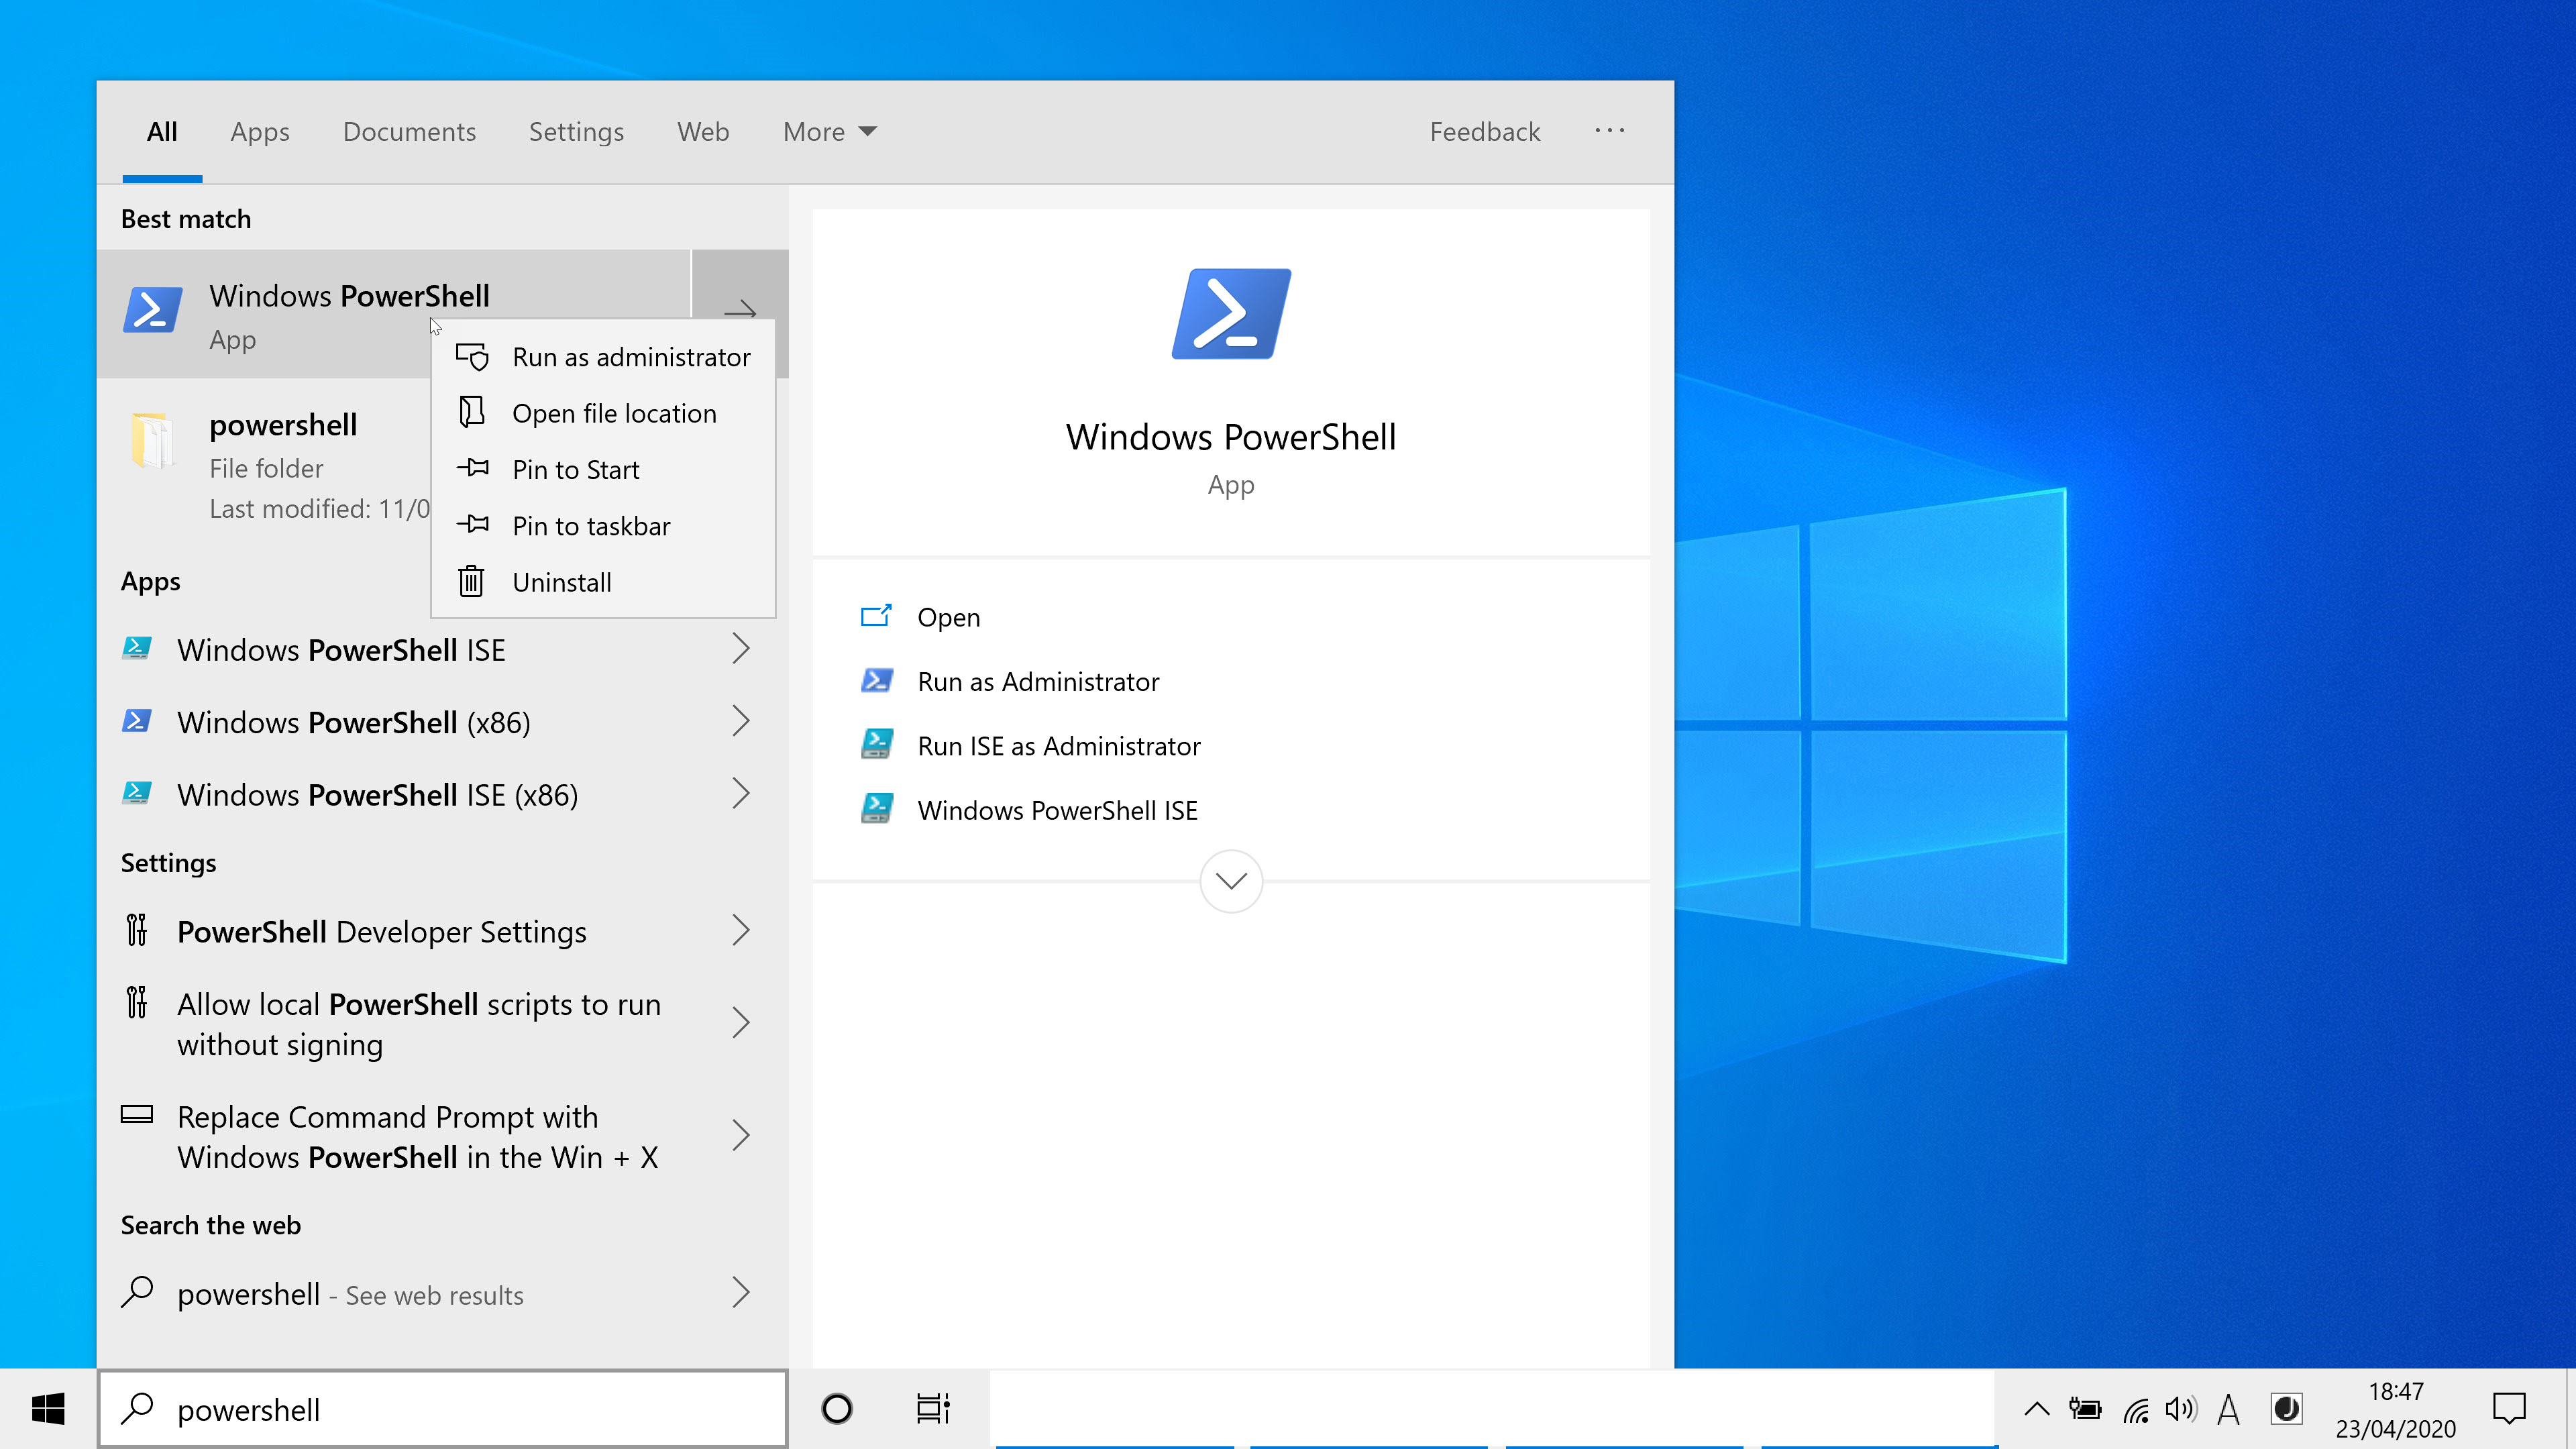 All Apps Documents Settings Web More Feedback ...
Best match
Windows PowerShell
App
Run as administrator
Open file location
Pin to Start
Pin to taskbar
Uninstall
powershell
File folder
Last modified: 11/0
Apps
Windows PowerShell ISE
Windows PowerShell (x86)
Windows PowerShell ISE (x86)
Settings
PowerShell Developer Settings
Allow local PowerShell scripts to run
without signing
Replace Command Prompt with
Windows PowerShell in the Win + X
Search the web
powershell - See web results
Windows PowerShell
App
Open
Run as Administrator
Run ISE as Administrator
Windows PowerShell ISE
powershell
A
18:47
23/04/2020